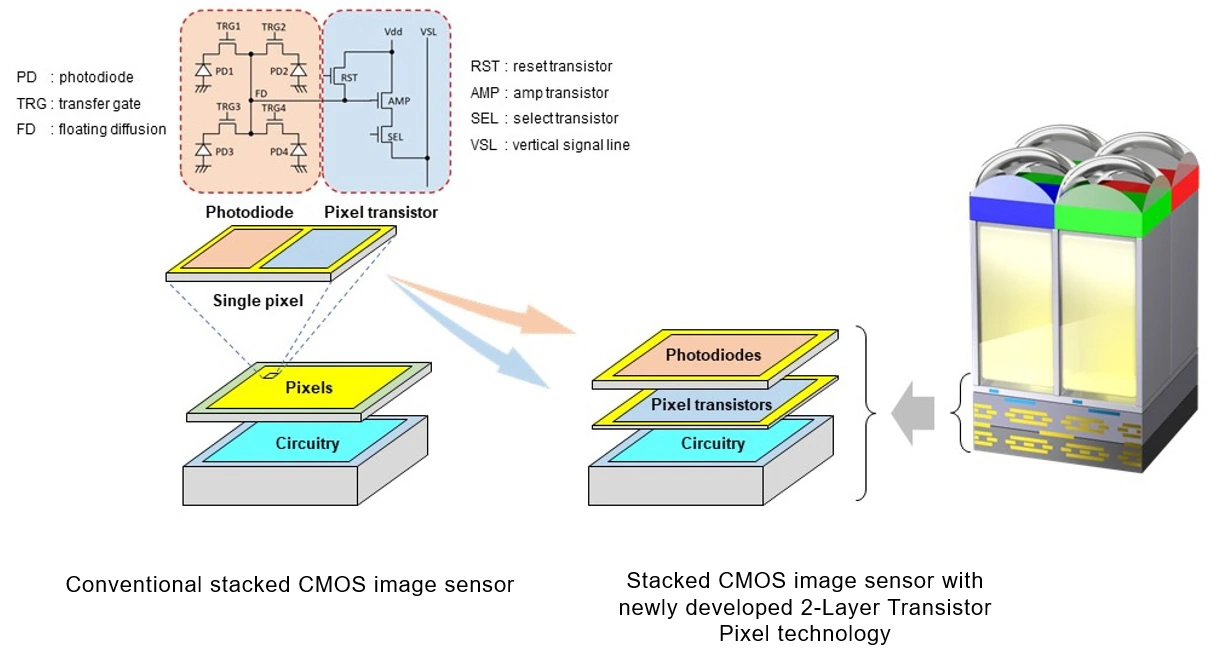 TRG1
TRG2
Vdd
VSL
PD1
PD2
RST
FD
AMP
TRG3
TRG4
SEL
PD3
PD4
PD : photodiode
TRG : transfer gate
FD : floating diffusion
RST : reset transistor
AMP : amp transistor
SEL : select transistor
VSL : vertical signal line
Photodiode
Pixel transistor
Single pixel
Pixels
Circuitry
Photodiodes
Pixel transistors
Circuitry
Conventional stacked CMOS image sensor
Stacked CMOS image sensor with
newly developed 2-Layer Transistor
Pixel technology